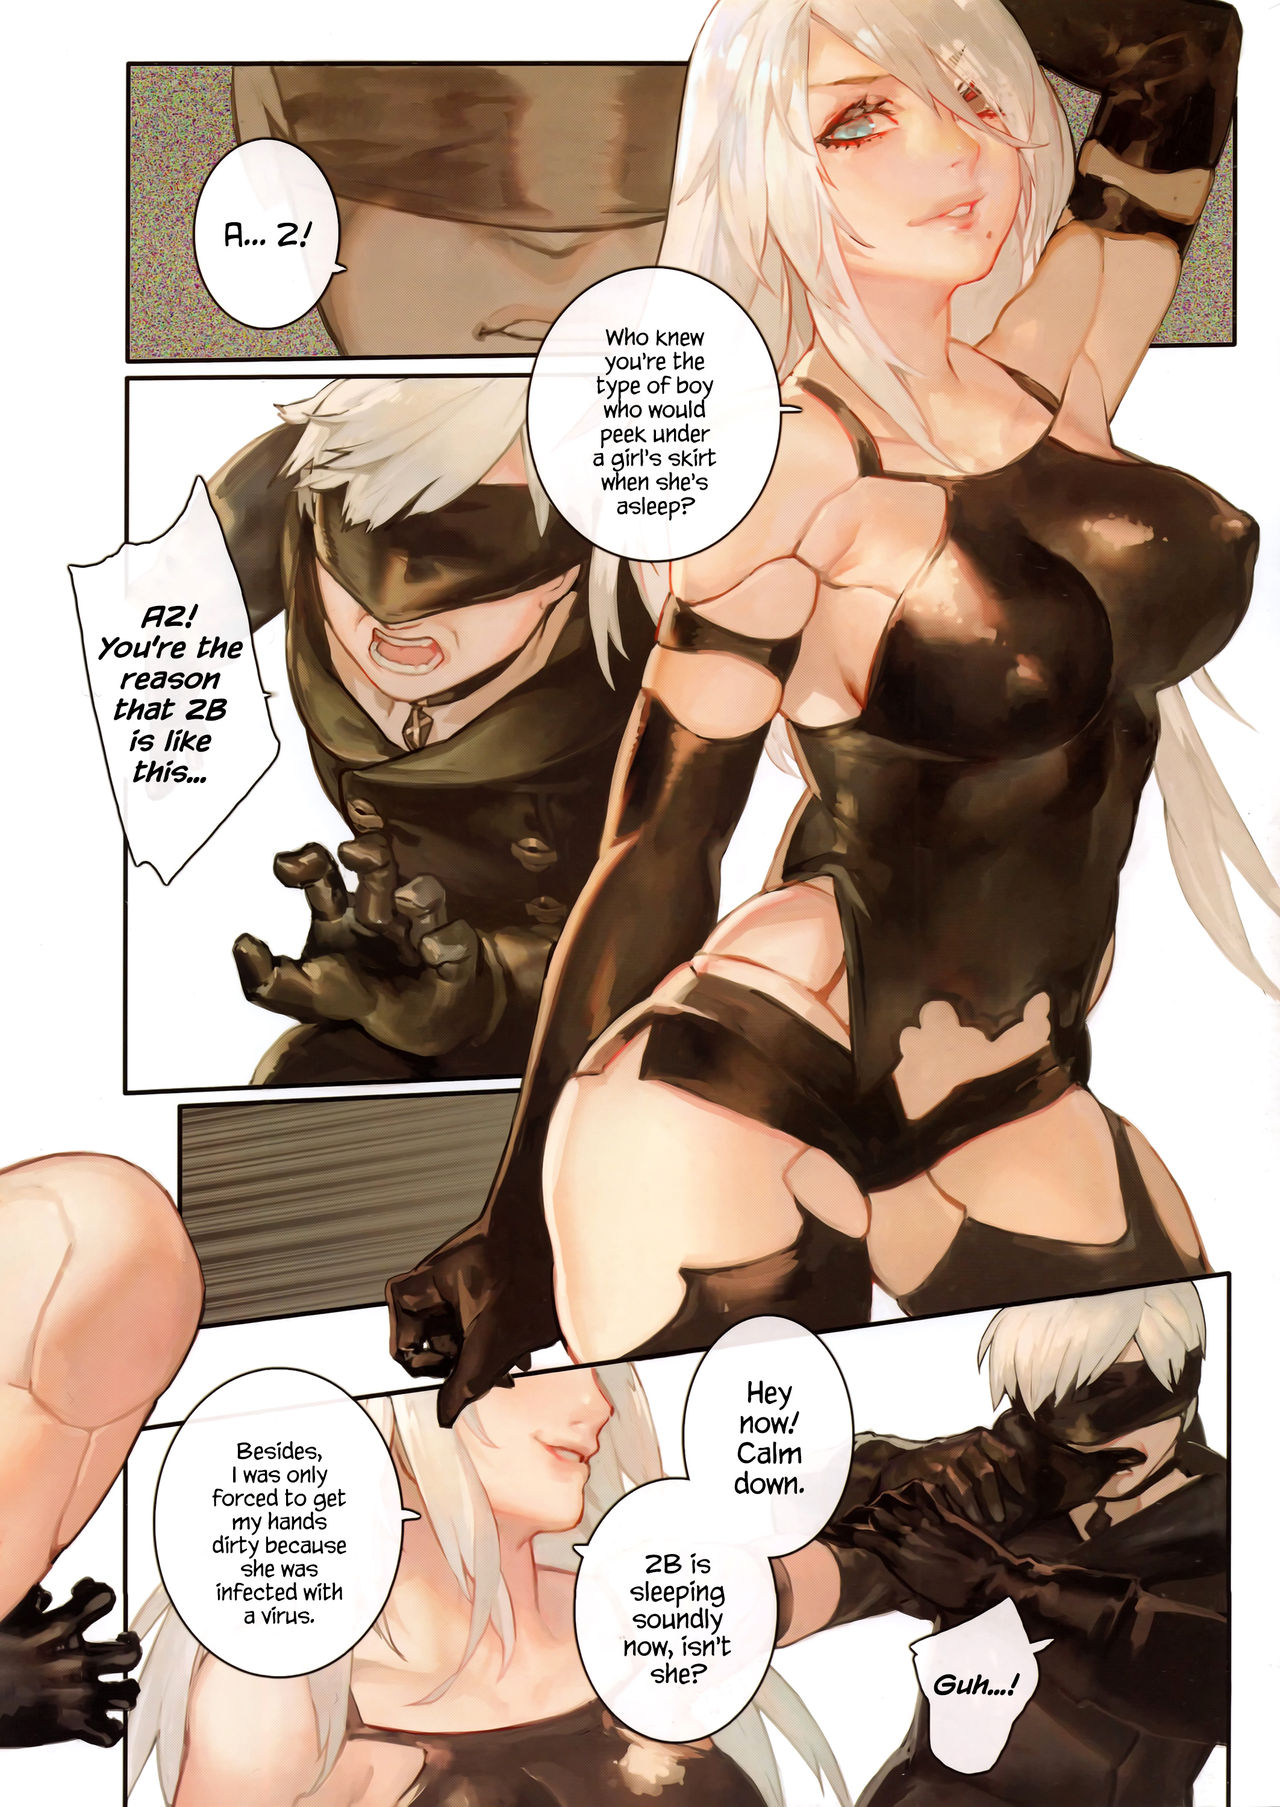 A... 2!
Who knew
you're the
type of boy
who would
peek under
a girl's skirt
when she's
asleep?
A2!
You're the
reason
that 2B
is like
this...
Hey
now!
Calm
down.
2B is
sleeping
soundly
now, isn't
she?
Guh...!
Besides,
I was only
forced to get
my hands
dirty because
she was
infected with
a virus.